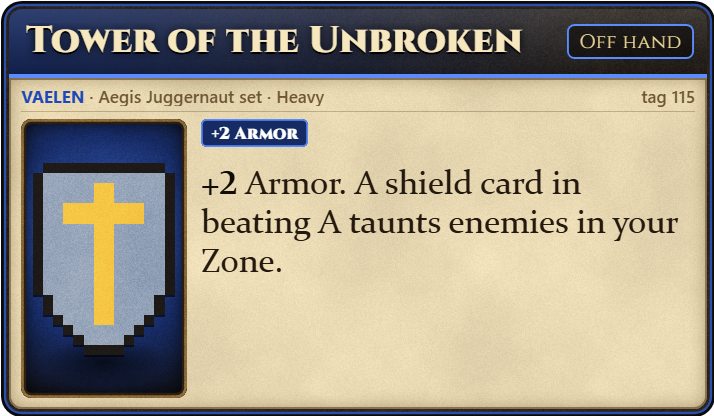 Tower of the Unbroken
Off hand
VAELEN · Aegis Juggernaut set · Heavy
tag 115
+2 Armor
+2 Armor. A shield card in
beating A taunts enemies in your
Zone.